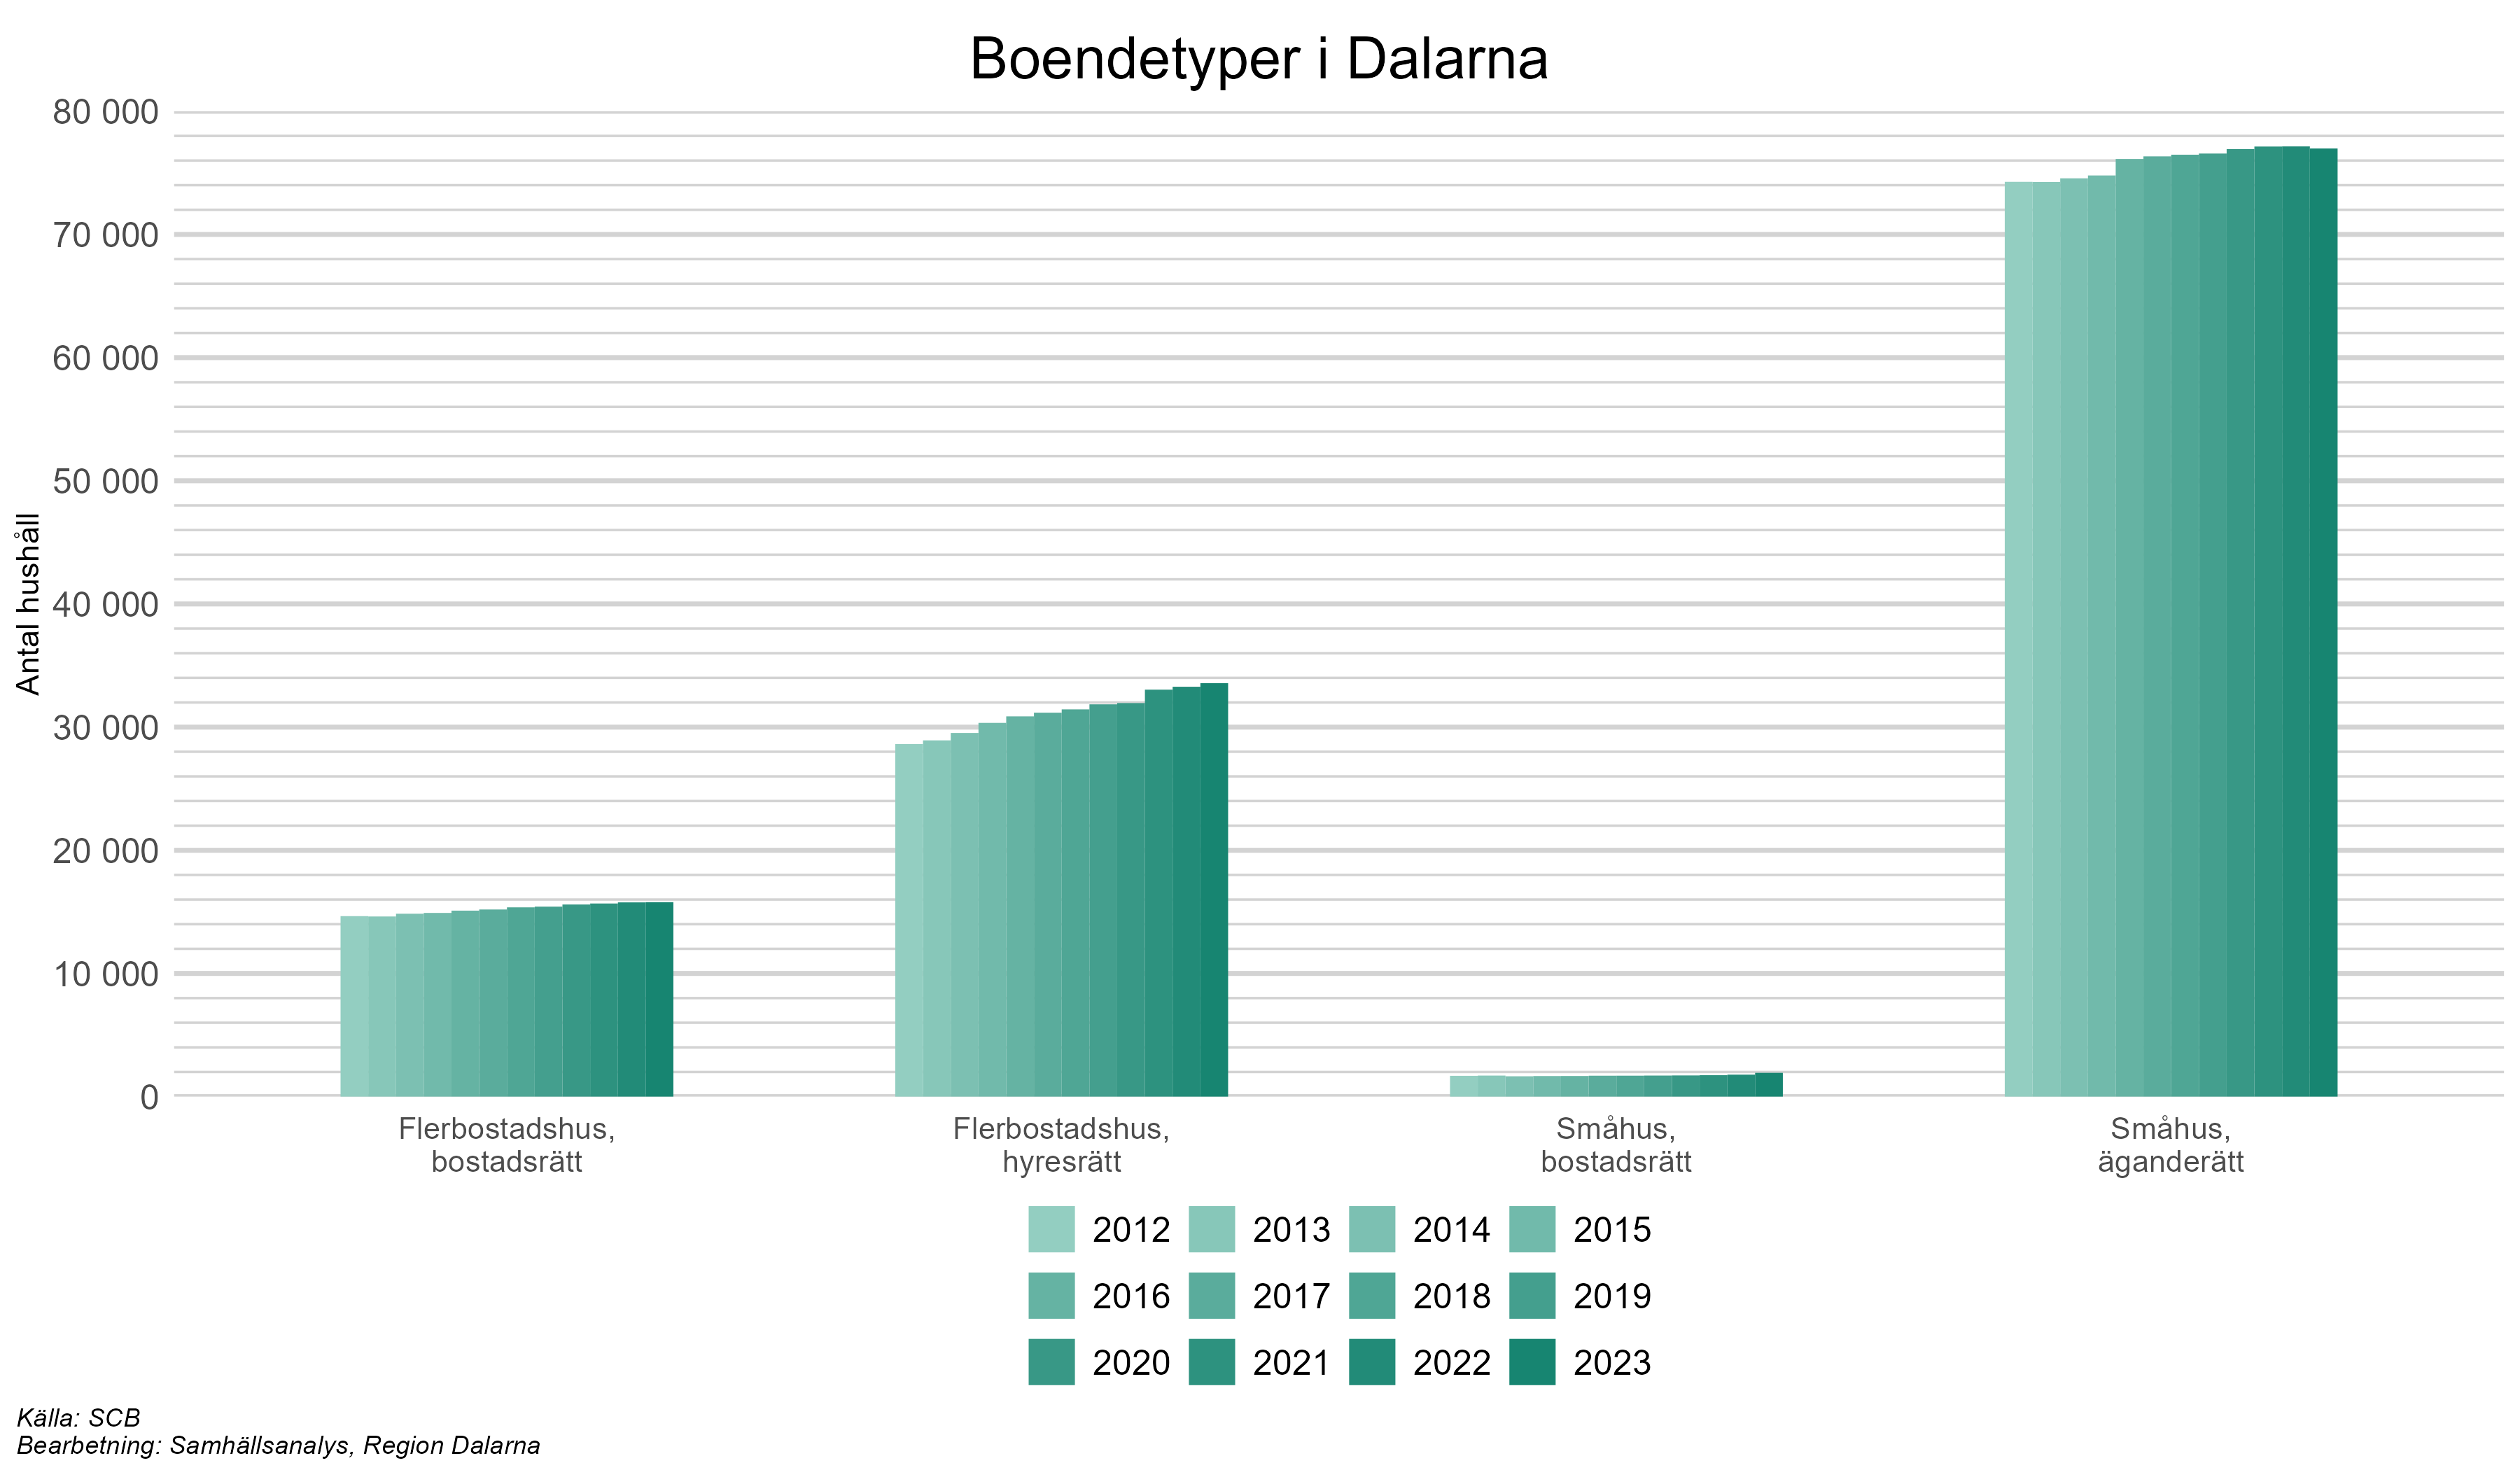 Boendetyper i Dalarna
Antal hushåll
80 000
70 000
60 000
50 000
40 000
30 000
20 000
10 000
0
Flerbostadshus,
bostadsrätt
Flerbostadshus,
hyresrätt
Småhus,
bostadsrätt
Småhus,
äganderätt
2012 2013 2014 2015
2016 2017 2018 2019
2020 2021 2022 2023
Källa: SCB
Bearbetning: Samhällsanalys, Region Dalarna